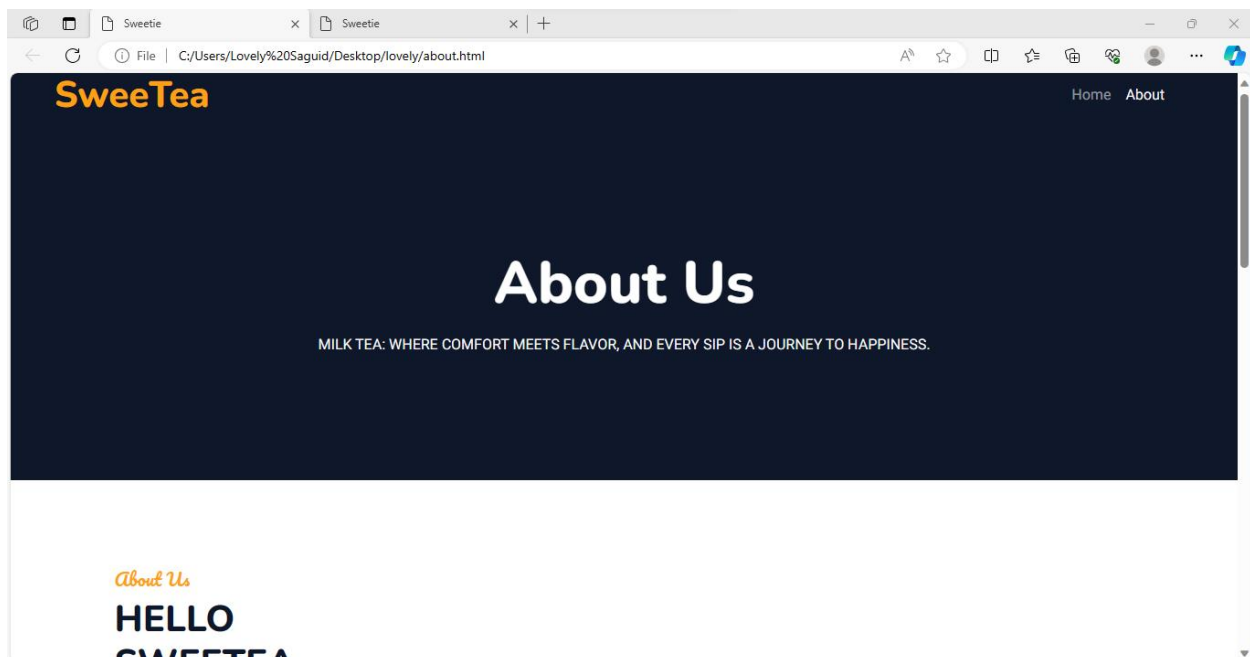 Sweetie
Sweetie
File
C:/Users/Lovely%20Saguid/Desktop/lovely/about.html
SweeTea
Home About
About Us
MILK TEA: WHERE COMFORT MEETS FLAVOR, AND EVERY SIP IS A JOURNEY TO HAPPINESS.
About Us
HELLO
SWEETEA